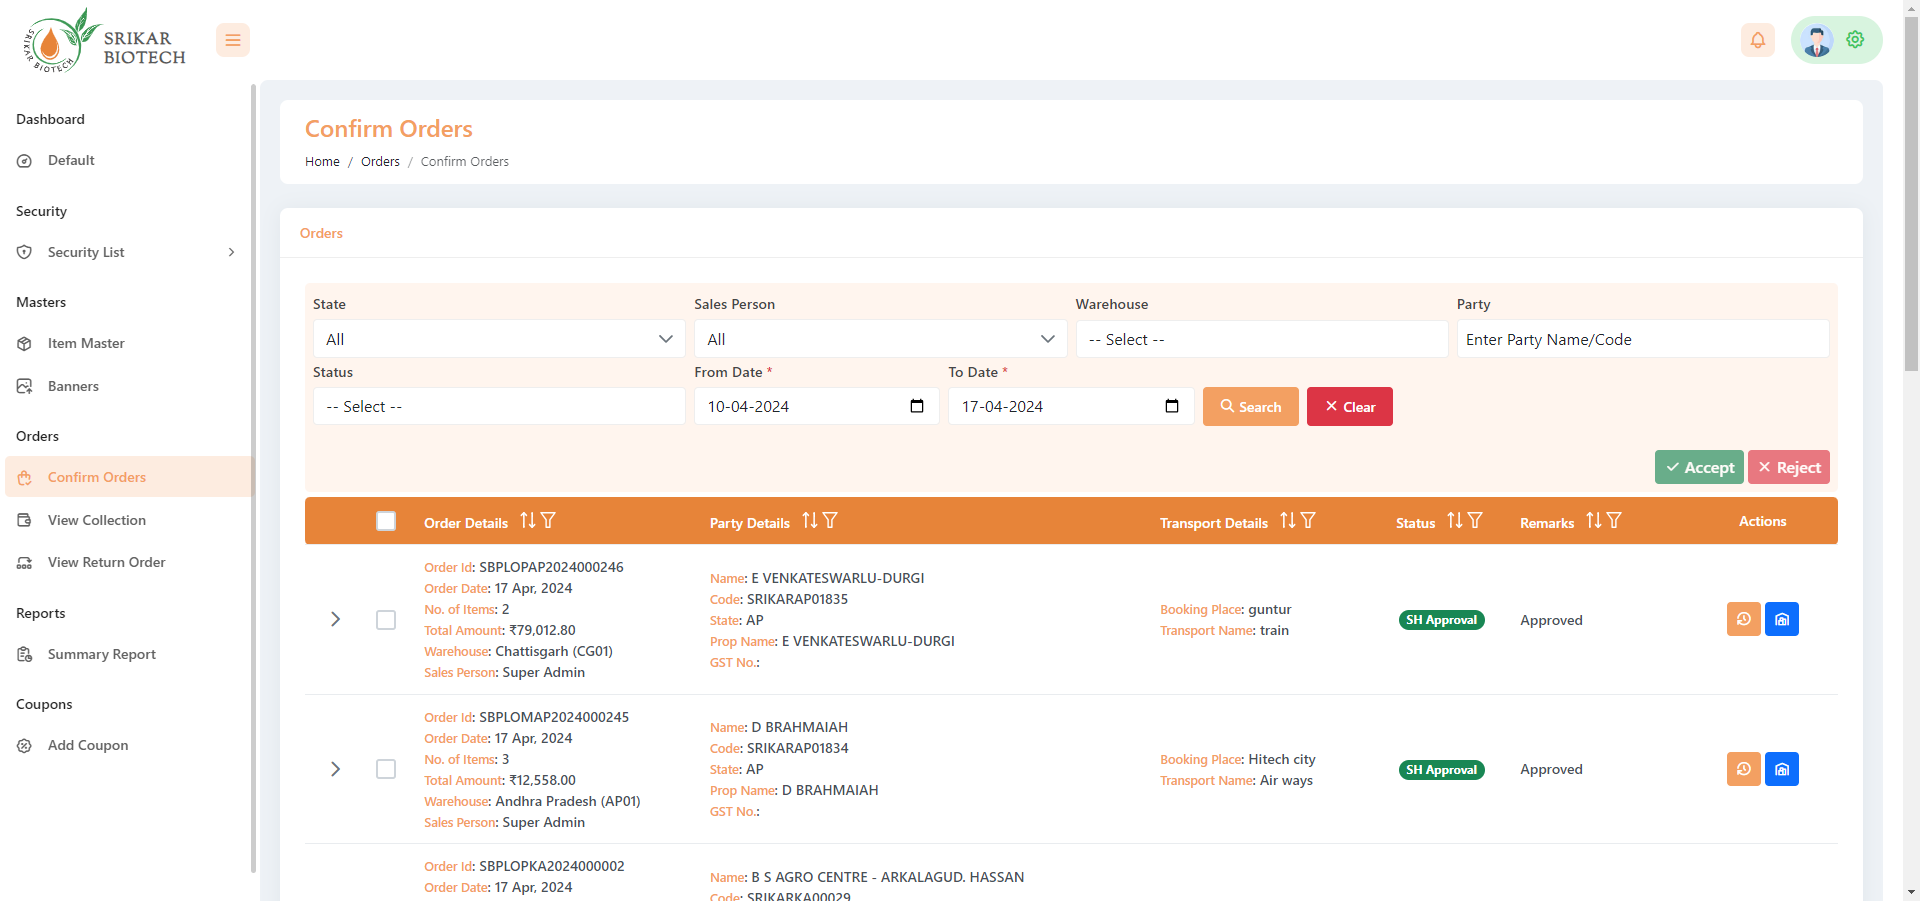 SRIKAR BIOTECH
SRIKAR
BIOTECH
Dashboard
Default
Security
Security List
Masters
Item Master
Banners
Orders
Confirm Orders
View Collection
View Return Order
Reports
Summary Report
Coupons
Add Coupon
Confirm Orders
Home / Orders / Confirm Orders
Orders
State Sales Person Warehouse Party
All All -- Select -- Enter Party Name/Code
Status From Date * To Date *
-- Select -- 10-04-2024 17-04-2024 Search Clear
Accept Reject
Order Details Party Details Transport Details Status Remarks Actions
Order Id: SBPLOPAP2024000246
Order Date: 17 Apr, 2024
No. of Items: 2
Total Amount: ₹79,012.80
Warehouse: Chattisgarh (CG01)
Sales Person: Super Admin
Name: E VENKATESWARLU-DURGI
Code: SRIKARAP01835
State: AP
Prop Name: E VENKATESWARLU-DURGI
GST No.:
Booking Place: guntur
Transport Name: train
SH Approval
Approved
Order Id: SBPLOMAP2024000245
Order Date: 17 Apr, 2024
No. of Items: 3
Total Amount: ₹12,558.00
Warehouse: Andhra Pradesh (AP01)
Sales Person: Super Admin
Name: D BRAHMAIAH
Code: SRIKARAP01834
State: AP
Prop Name: D BRAHMAIAH
GST No.:
Booking Place: Hitech city
Transport Name: Air ways
SH Approval
Approved
Order Id: SBPLOPKA2024000002
Order Date: 17 Apr, 2024
Name: B S AGRO CENTRE - ARKALAGUD. HASSAN
Code: SRIKARKA00029